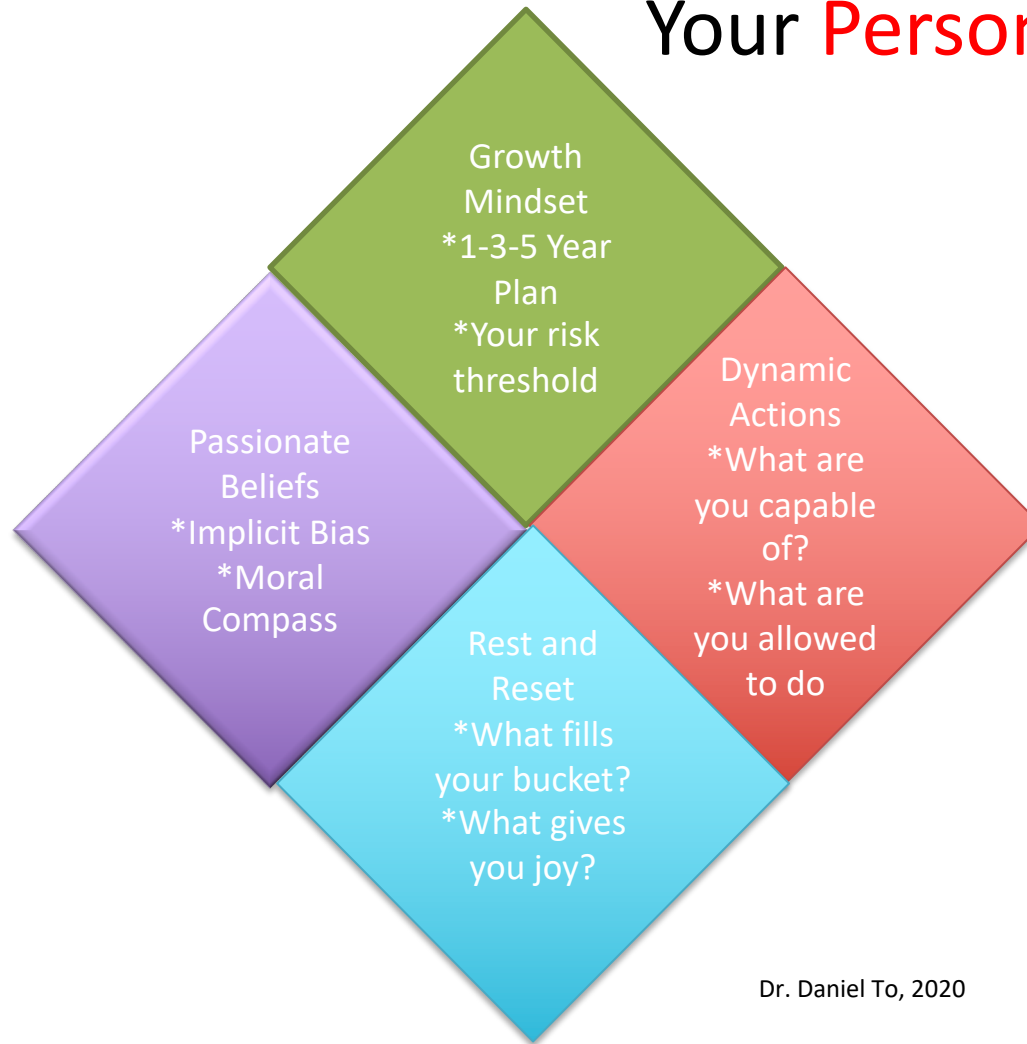 Your Person
Growth
Mindset
*1-3-5 Year
Plan
*Your risk
threshold
Passionate
Beliefs
*Implicit Bias
*Moral
Compass
Dynamic
Actions
*What are
you capable
of?
*What are
you allowed
to do
Rest and
Reset
*What fills
your bucket?
*What gives
you joy?
Dr. Daniel To, 2020